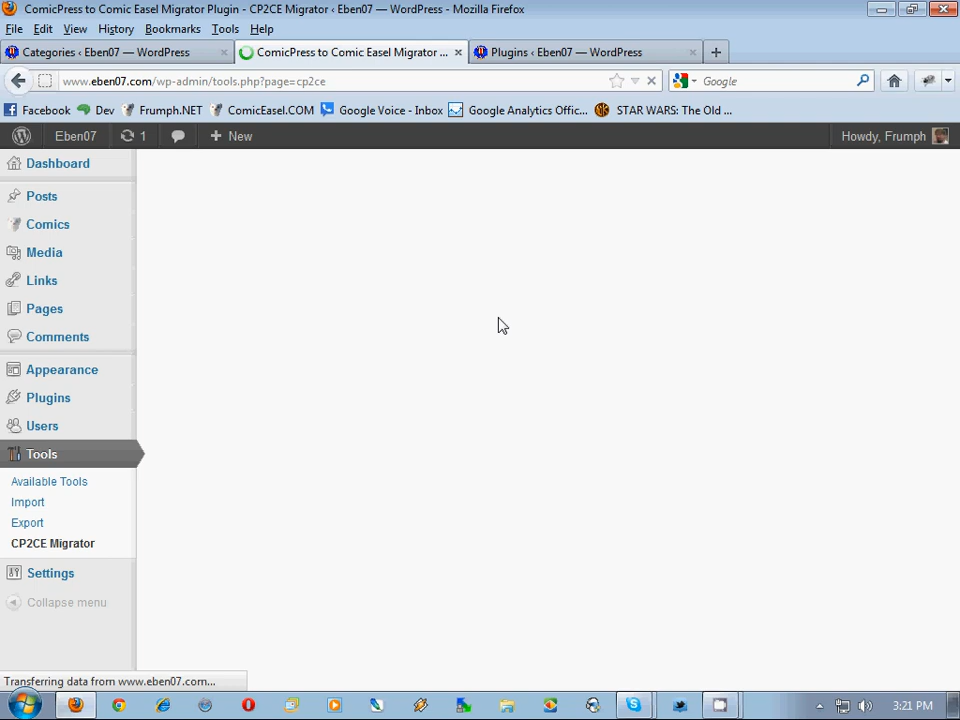 ComicPress to Comic Easel Migrator Plugin - CP2CE Migrator ‹ Eben07 — WordPress - Mozilla Firefox
File Edit View History Bookmarks Tools Help
Categories ‹ Eben07 — WordPress
ComicPress to Comic Easel Migrator ...
Plugins ‹ Eben07 — WordPress
www.eben07.com/wp-admin/tools.php?page=cp2ce
Google
Facebook Dev Frumph.NET ComicEasel.COM Google Voice - Inbox Google Analytics Offic... STAR WARS: The Old ...
Eben07 1 New Howdy, Frumph
Dashboard
Posts
Comics
Media
Links
Pages
Comments
Appearance
Plugins
Users
Tools
Available Tools
Import
Export
CP2CE Migrator
Settings
Collapse menu
Transferring data from www.eben07.com...
3:21 PM